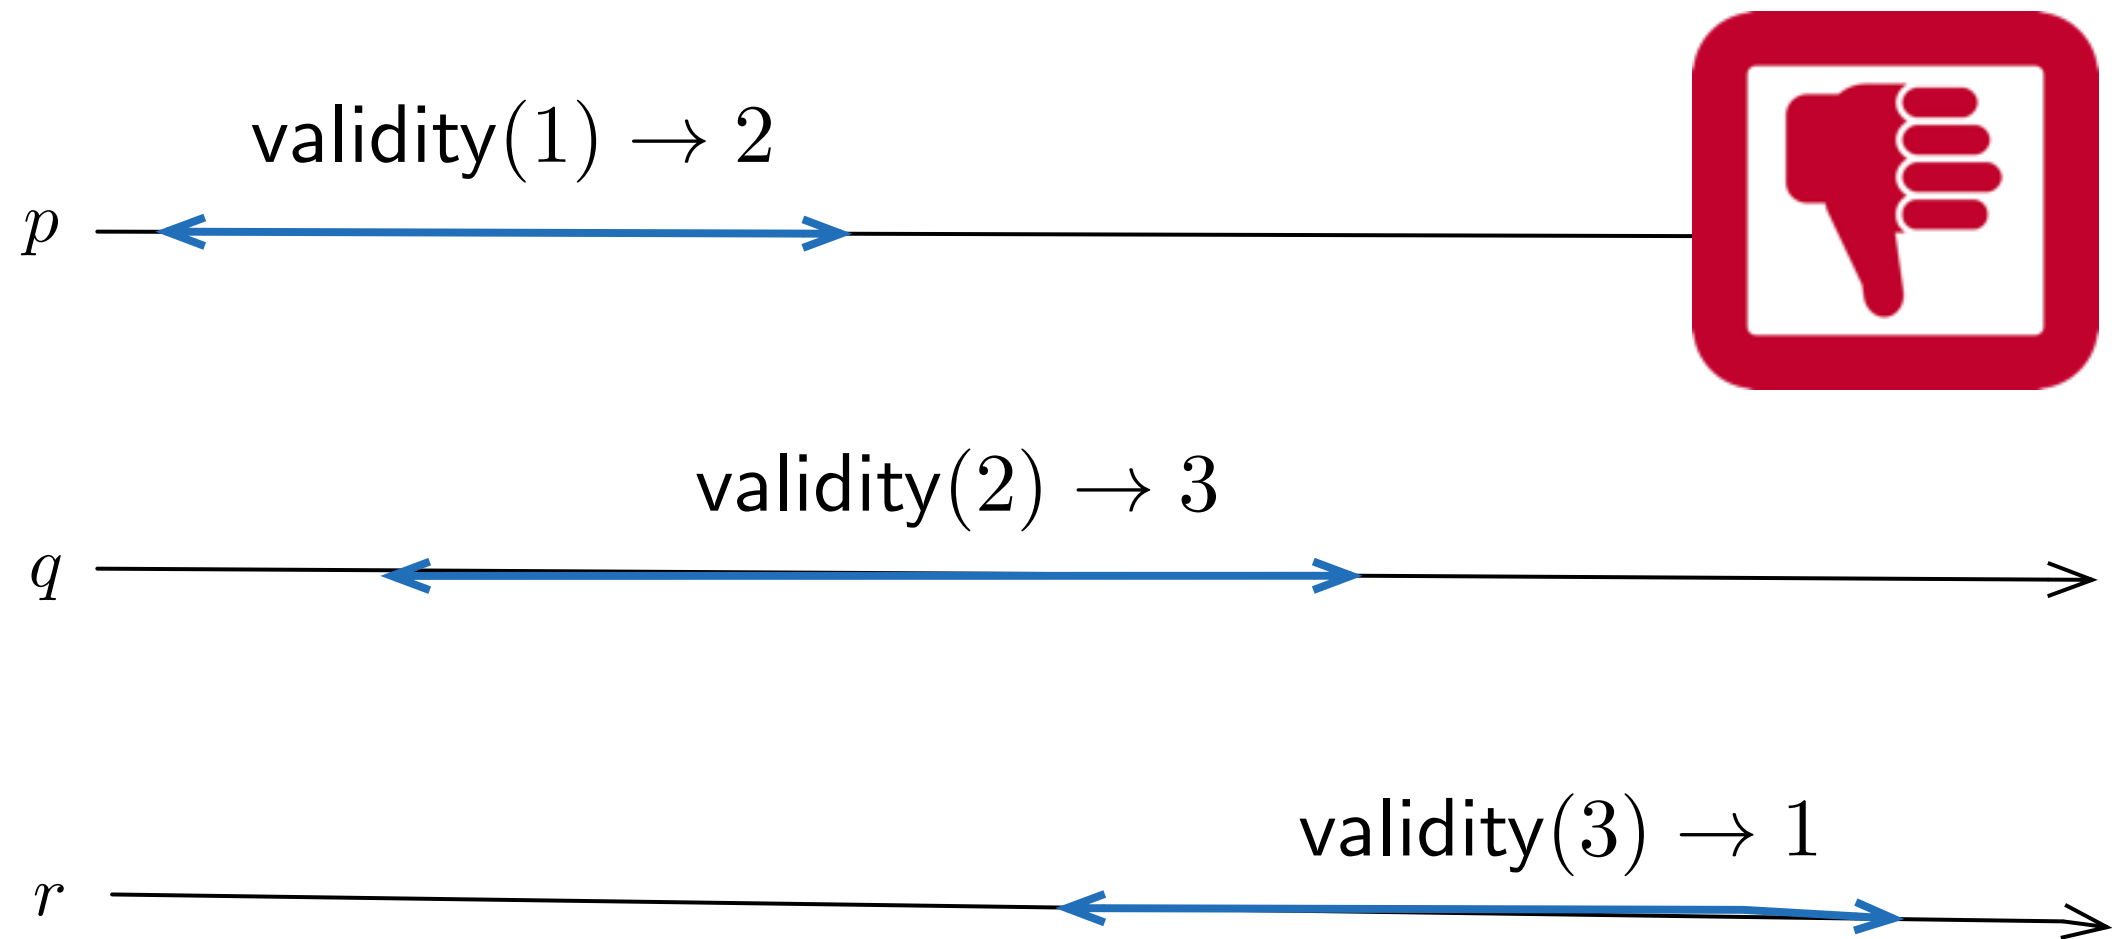 validity(1) → 2
p
validity(2) → 3
q
validity(3) → 1
r